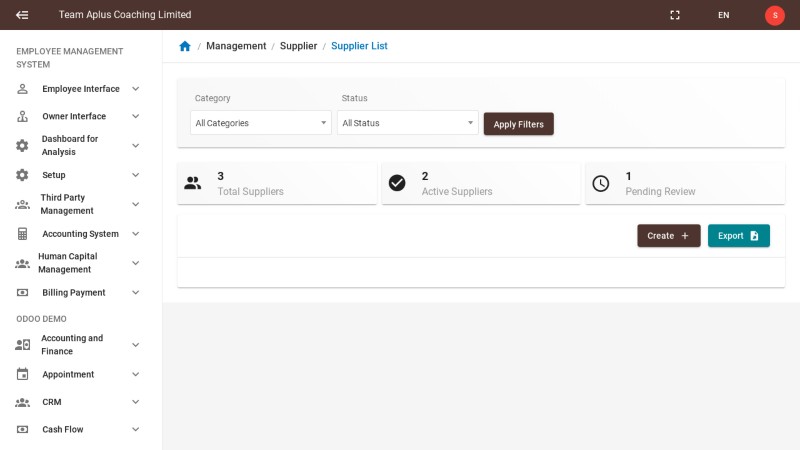 Team Aplus Coaching Limited
EN
S
EMPLOYEE MANAGEMENT
SYSTEM
Employee Interface
Owner Interface
Dashboard for
Analysis
Setup
Third Party
Management
Accounting System
Human Capital
Management
Billing Payment
ODOO DEMO
Accounting and
Finance
Appointment
CRM
Cash Flow
/ Management / Supplier / Supplier List
Category
Status
All Categories
All Status
Apply Filters
3
Total Suppliers
2
Active Suppliers
1
Pending Review
Create +
Export